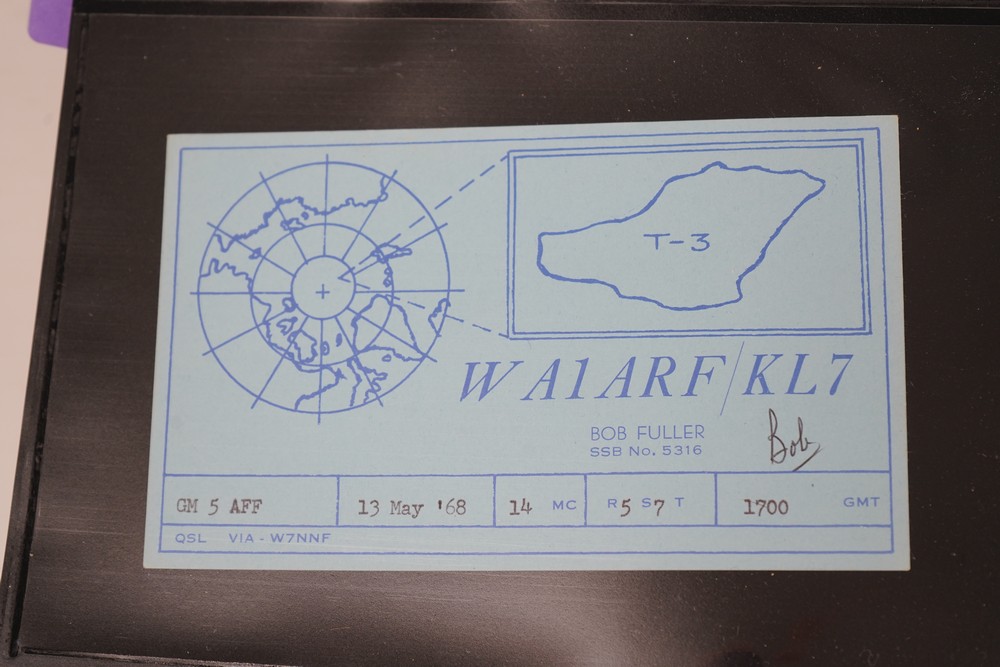 T-3
WA1ARF/KL7
BOB FULLER
SSB No. 5316
Bob
GM 5 AFF 13 May '68 14 MC R5 S7 T 1700 GMT
QSL VIA - W7NNF